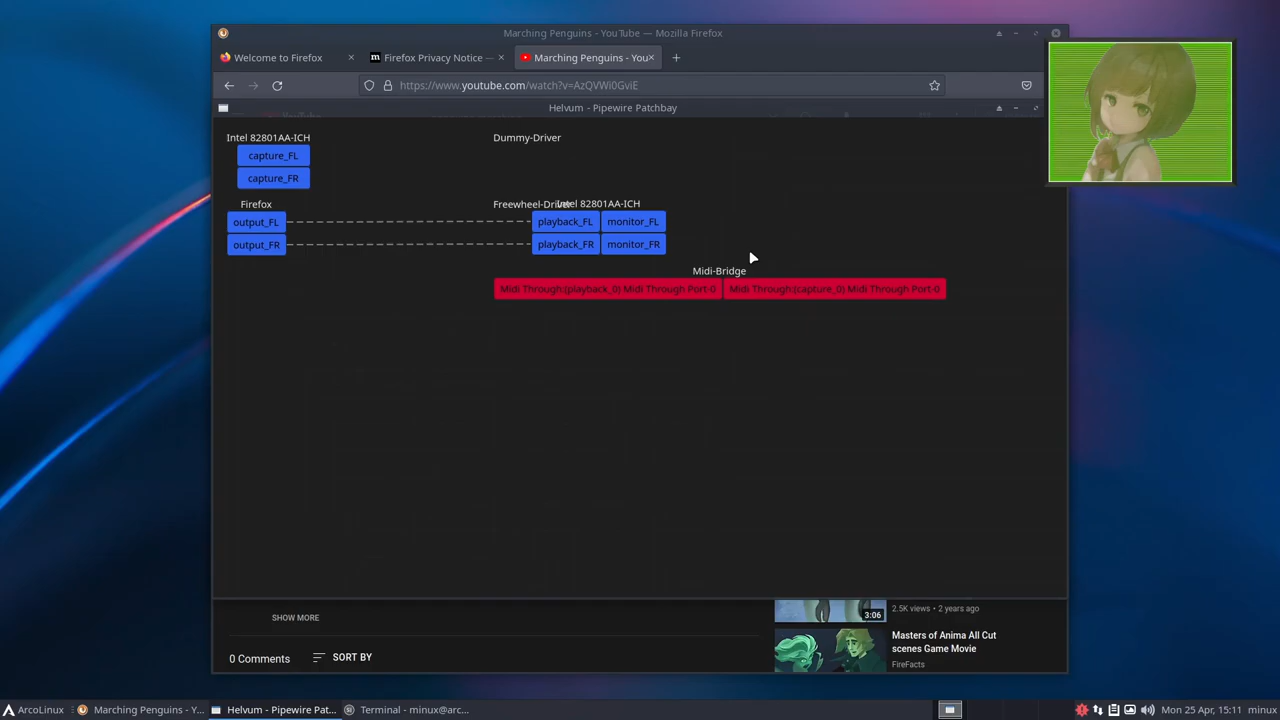 Marching Penguins - YouTube — Mozilla Firefox
Welcome to Firefox
Firefox Privacy Notice —
Marching Penguins - You
https://www.youtube.com/watch?v=AzQVWi0GviE
Helvum - Pipewire Patchbay
Intel 82801AA-ICH
Dummy-Driver
capture_FL
capture_FR
Firefox
Freewheel-Driver
Intel 82801AA-ICH
output_FL
playback_FL
monitor_FL
output_FR
playback_FR
monitor_FR
Midi-Bridge
Midi Through:(playback_0) Midi Through Port-0
Midi Through:(capture_0) Midi Through Port-0
SHOW MORE
3:06
2.5K views • 2 years ago
Masters of Anima All Cut
scenes Game Movie
FireFacts
0 Comments
SORT BY
ArcoLinux
Marching Penguins - Y...
Helvum - Pipewire Pat...
Terminal - minux@arc...
Mon 25 Apr, 15:11
minux